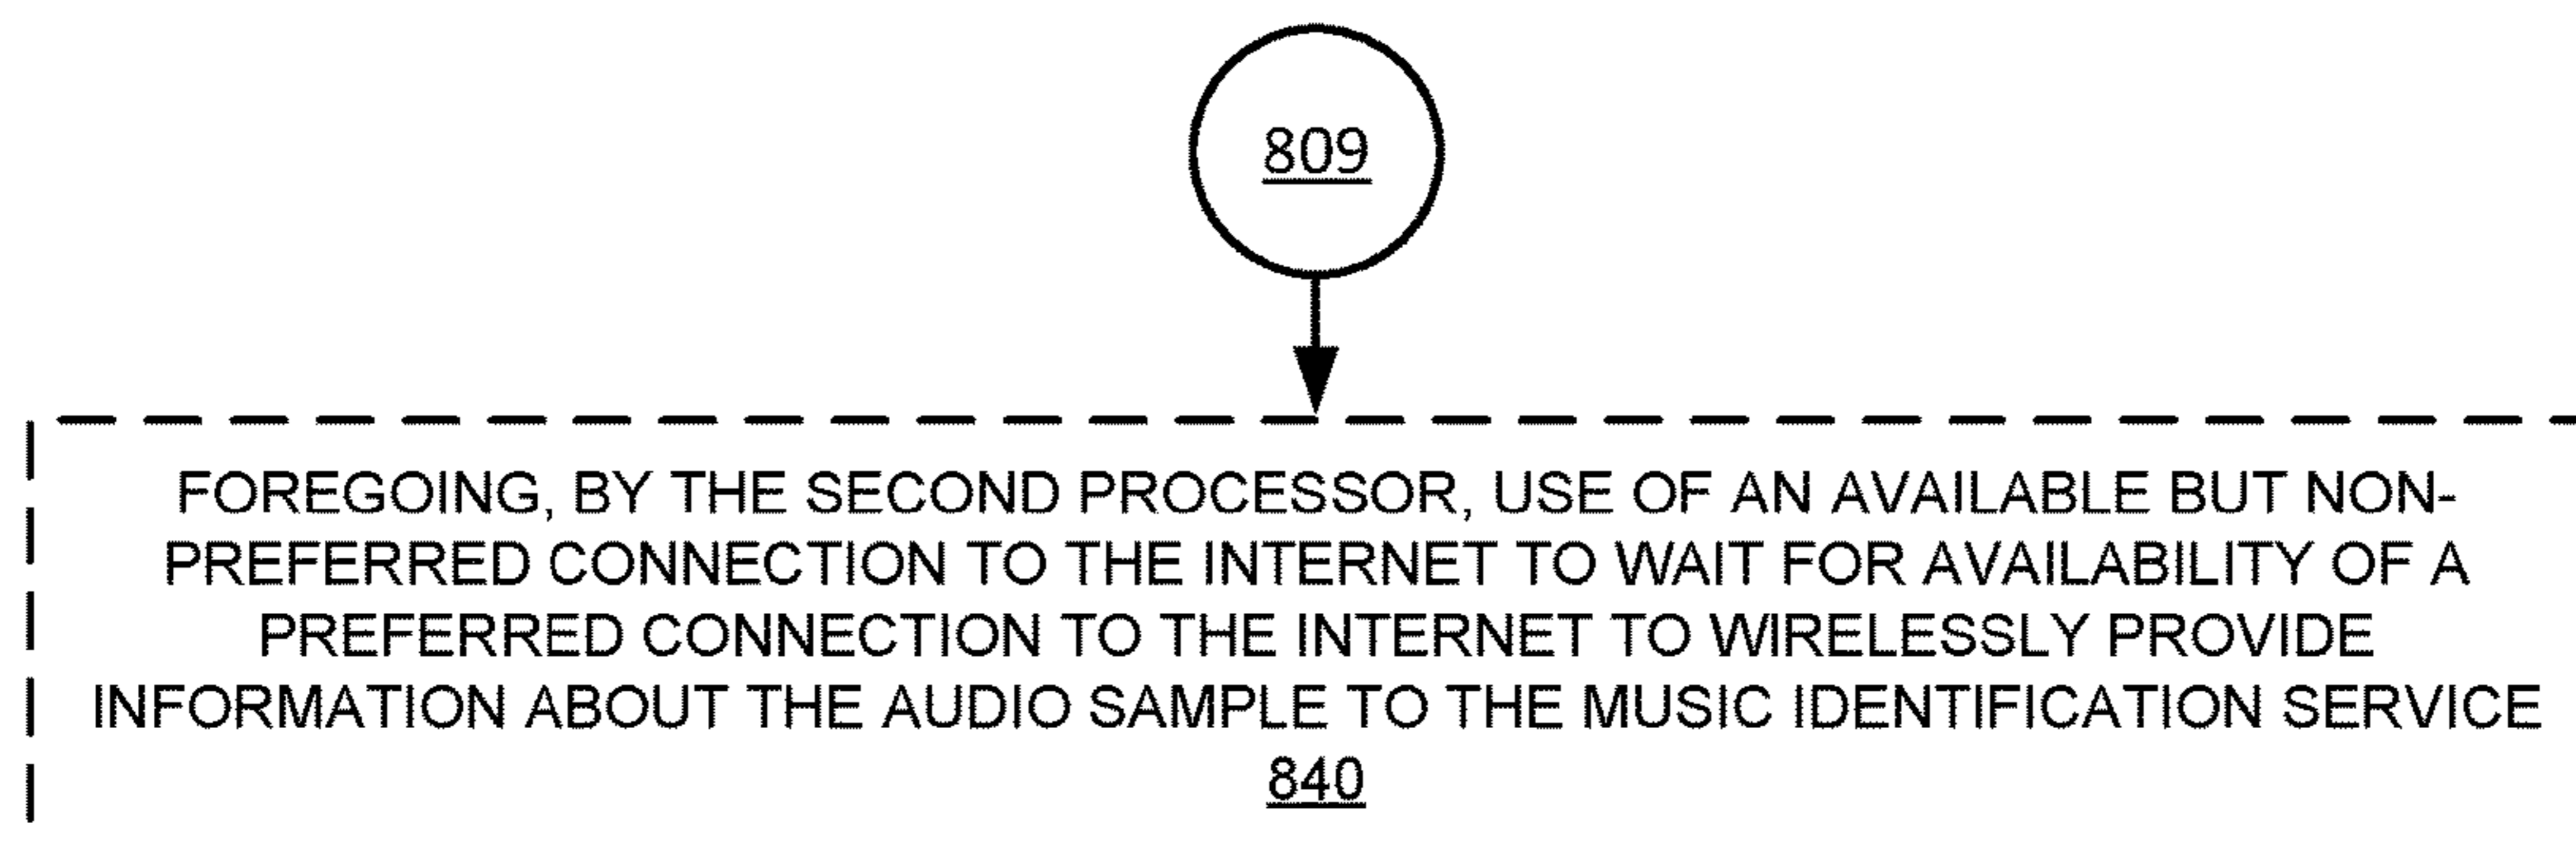 809
FOREGOING, BY THE SECOND PROCESSOR, USE OF AN AVAILABLE BUT NON-
PREFERRED CONNECTION TO THE INTERNET TO WAIT FOR AVAILABILITY OF A
PREFERRED CONNECTION TO THE INTERNET TO WIRELESSLY PROVIDE
INFORMATION ABOUT THE AUDIO SAMPLE TO THE MUSIC IDENTIFICATION SERVICE
840